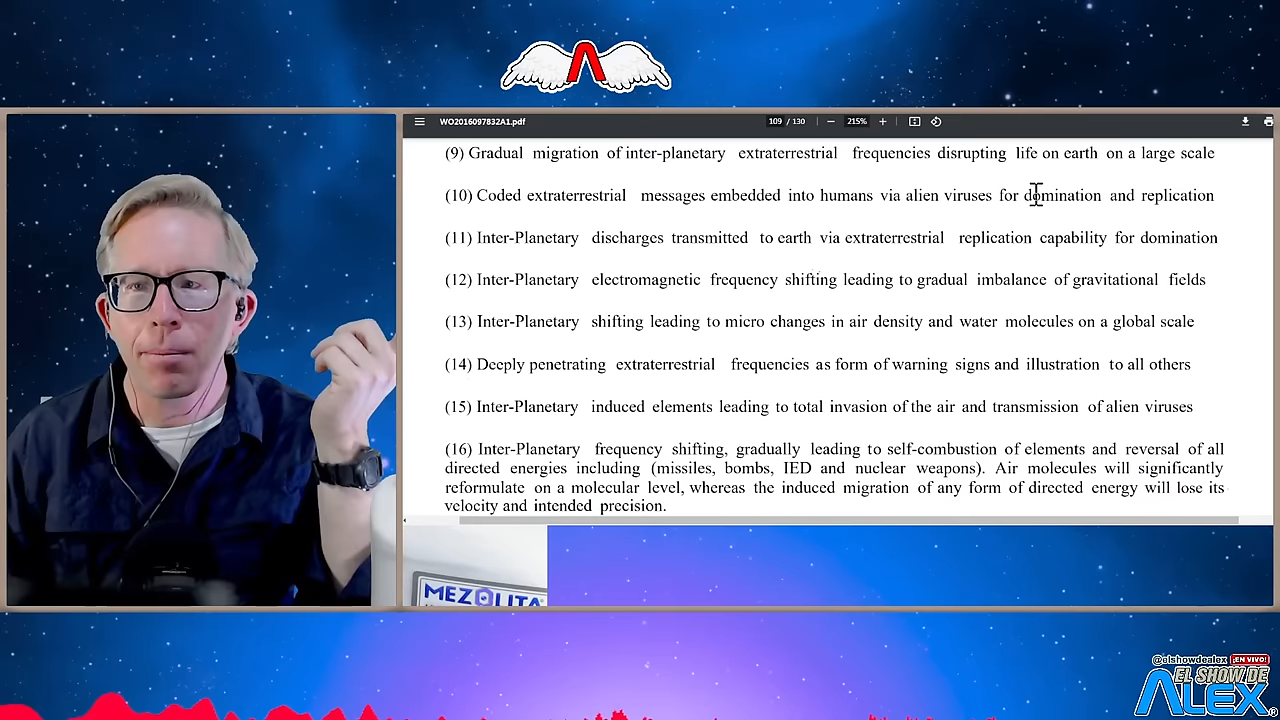 WO2016097832A1.pdf
109 / 130
215%
(9) Gradual migration of inter-planetary extraterrestrial frequencies disrupting life on earth on a large scale
(10) Coded extraterrestrial messages embedded into humans via alien viruses for domination and replication
(11) Inter-Planetary discharges transmitted to earth via extraterrestrial replication capability for domination
(12) Inter-Planetary electromagnetic frequency shifting leading to gradual imbalance of gravitational fields
(13) Inter-Planetary shifting leading to micro changes in air density and water molecules on a global scale
(14) Deeply penetrating extraterrestrial frequencies as form of warning signs and illustration to all others
(15) Inter-Planetary induced elements leading to total invasion of the air and transmission of alien viruses
(16) Inter-Planetary frequency shifting, gradually leading to self-combustion of elements and reversal of all
directed energies including (missiles, bombs, IED and nuclear weapons). Air molecules will significantly
reformulate on a molecular level, whereas the induced migration of any form of directed energy will lose its
velocity and intended precision.
MEZQLITA
@elshowdealex ¡EN VIVO!
EL SHOW DE
ALEX